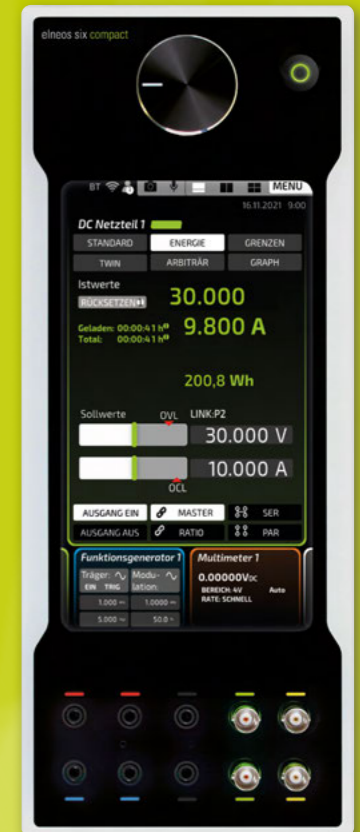 elneos six compact
BT MENU
16.11.2021 9:00
DC Netzteil 1
STANDARD ENERGIE GRENZEN
TWIN ARBITRÄR GRAPH
Istwerte
RÜCKSETZEN 30.000
Geladen: 00:00:41 h 9.800 A
Total: 00:00:41 h
200,8 Wh
Sollwerte OVL LINK:P2
30.000 V
10.000 A
OCL
AUSGANG EIN MASTER SER
AUSGANG AUS RATIO PAR
Funktionsgenerator 1 Multimeter 1
Träger: Modu-
EIN TRIG lation:
0.00000VDC
BEREICH: 4V Auto
RATE: SCHNELL
1.000 1.0000
5.000 50.0